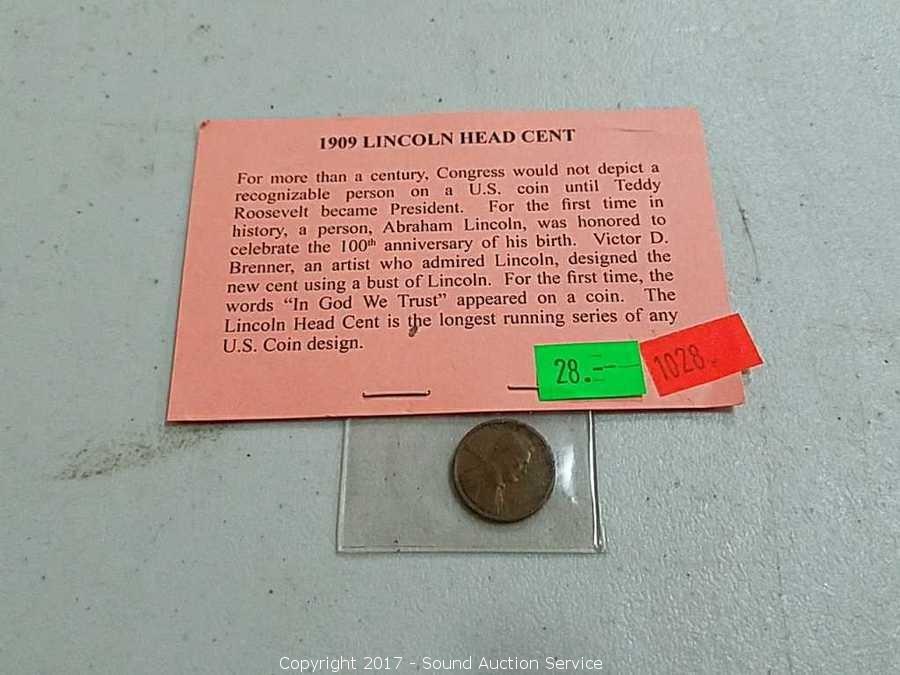 1909 LINCOLN HEAD CENT
For more than a century, Congress would not depict a
recognizable person on a U.S. coin until Teddy
Roosevelt became President. For the first time in
history, a person, Abraham Lincoln, was honored to
celebrate the 100th anniversary of his birth. Victor D.
Brenner, an artist who admired Lincoln, designed the
new cent using a bust of Lincoln. For the first time, the
words “In God We Trust” appeared on a coin. The
Lincoln Head Cent is the longest running series of any
U.S. Coin design.
28.--
1028.
Copyright 2017 - Sound Auction Service